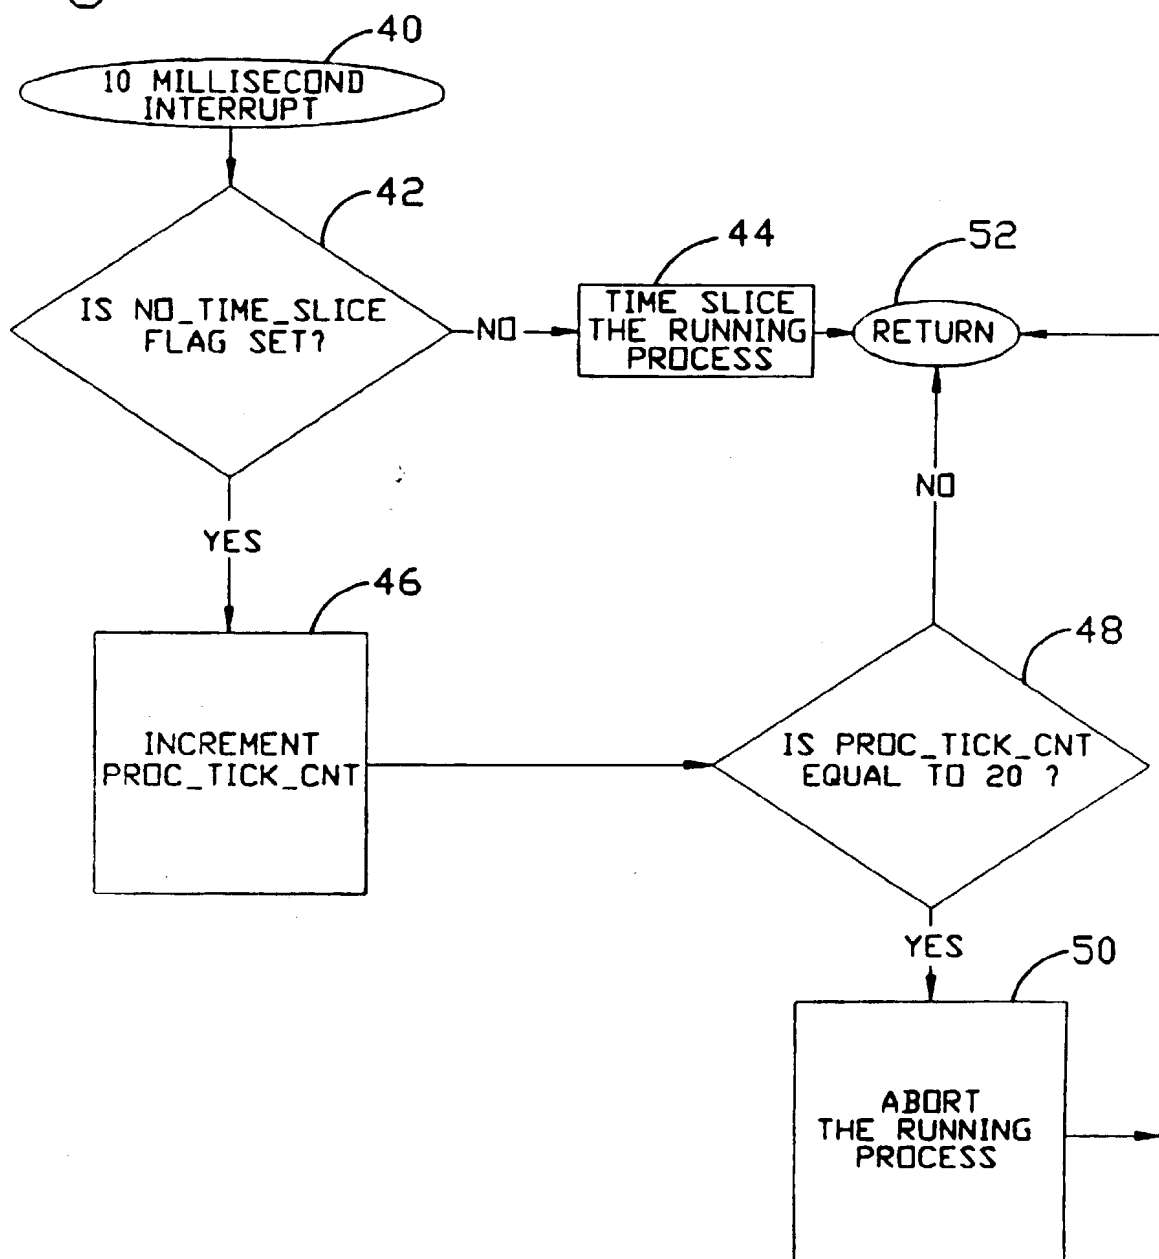 40
10 MILLISECOND
INTERRUPT
42
IS NO_TIME_SLICE
FLAG SET?
NO
44
TIME SLICE
THE RUNNING
PROCESS
52
RETURN
NO
YES
46
INCREMENT
PROC_TICK_CNT
48
IS PROC_TICK_CNT
EQUAL TO 20 ?
YES
50
ABORT
THE RUNNING
PROCESS